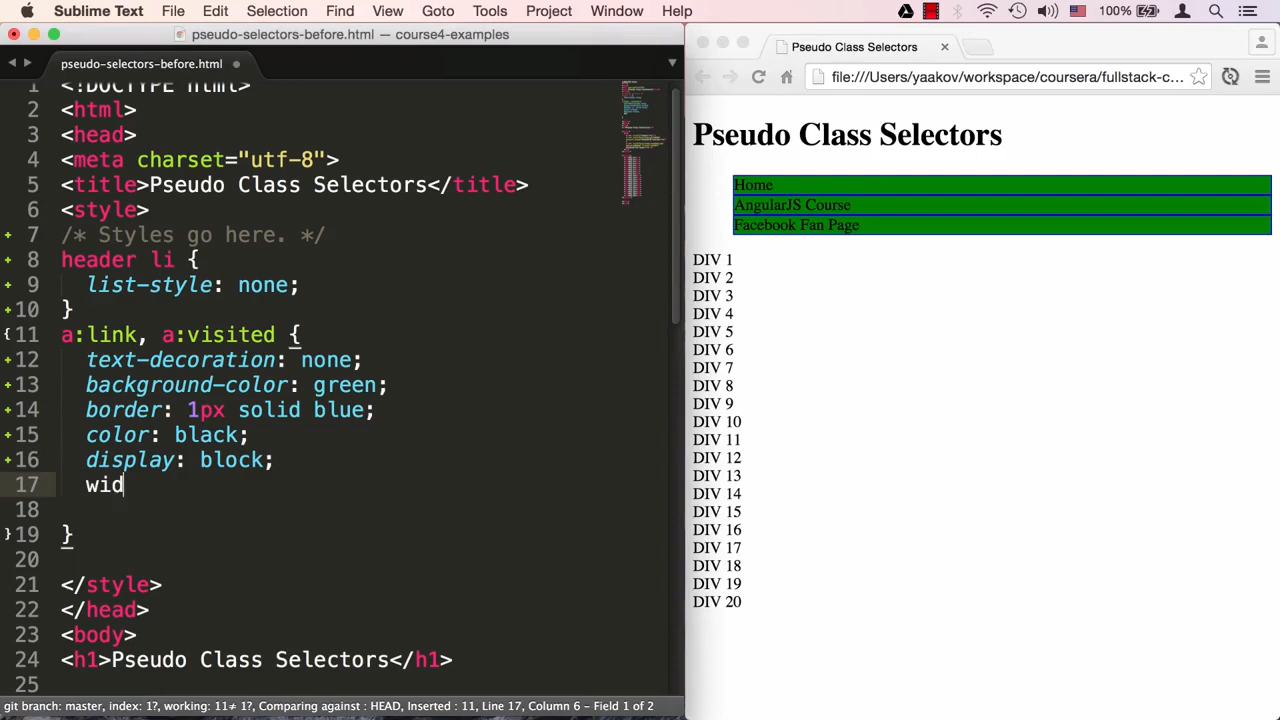 Sublime Text File Edit Selection Find View Goto Tools Project Window Help 100%
pseudo-selectors-before.html — course4-examples
pseudo-selectors-before.html
1 <!DOCTYPE html>
2 <html>
3 <head>
4 <meta charset="utf-8">
5 <title>Pseudo Class Selectors</title>
6 <style>
7 /* Styles go here. */
8 header li {
9 list-style: none;
10 }
11 a:link, a:visited {
12 text-decoration: none;
13 background-color: green;
14 border: 1px solid blue;
15 color: black;
16 display: block;
17 wid
18
19 }
20
21 </style>
22 </head>
23 <body>
24 <h1>Pseudo Class Selectors</h1>
25
git branch: master, index: 1?, working: 11≠ 1?, Comparing against : HEAD, Inserted : 11, Line 17, Column 6 - Field 1 of 2
Pseudo Class Selectors
file:///Users/yaakov/workspace/coursera/fullstack-c...
Pseudo Class Selectors
Home
AngularJS Course
Facebook Fan Page
DIV 1
DIV 2
DIV 3
DIV 4
DIV 5
DIV 6
DIV 7
DIV 8
DIV 9
DIV 10
DIV 11
DIV 12
DIV 13
DIV 14
DIV 15
DIV 16
DIV 17
DIV 18
DIV 19
DIV 20